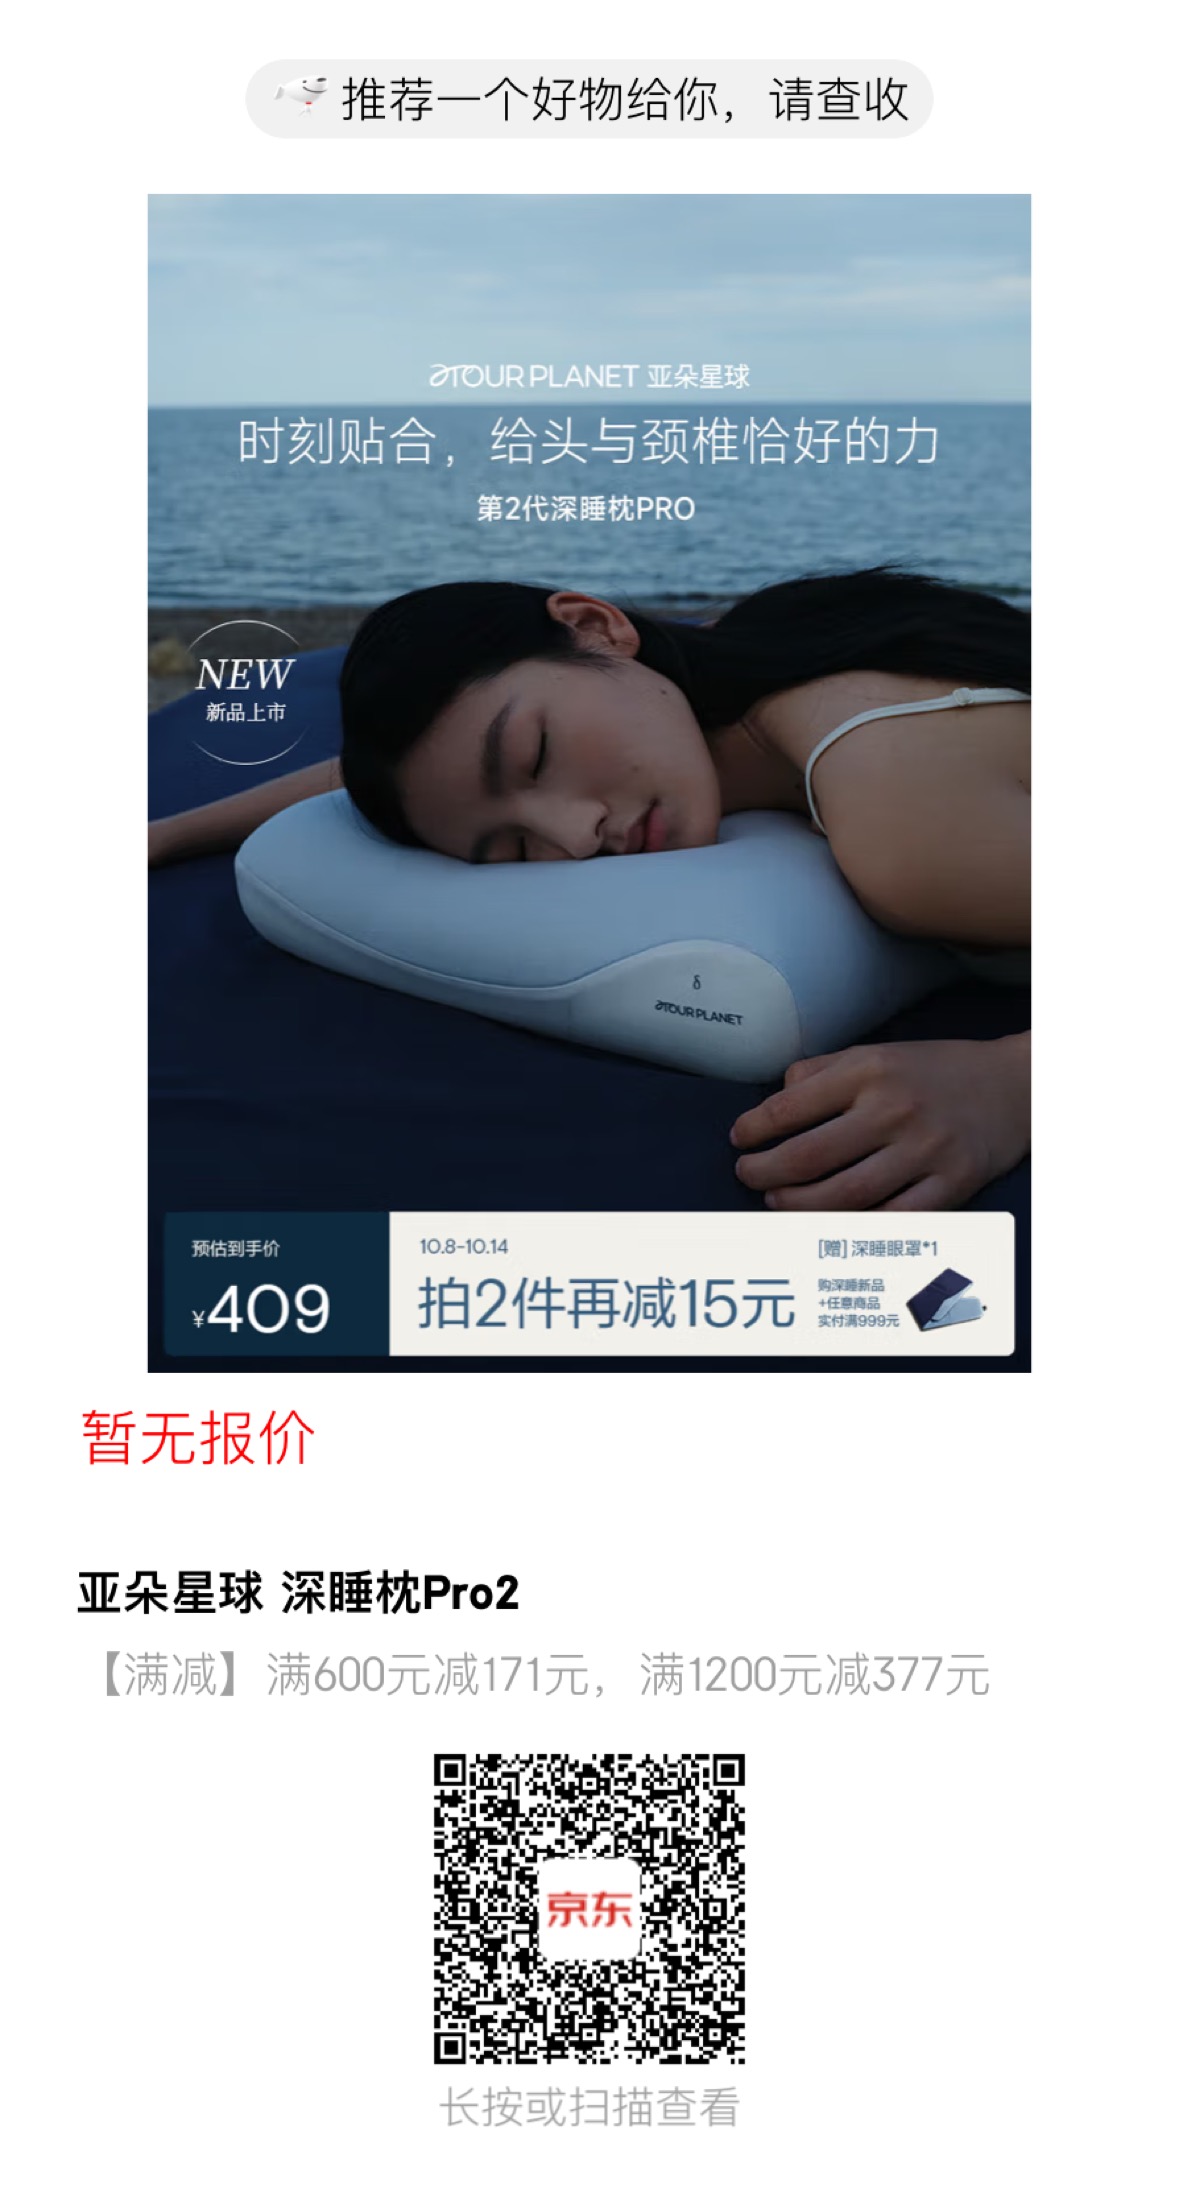 推荐一个好物给你，请查收
ATOUR PLANET 亚朵星球
时刻贴合，给头与颈椎恰好的力
第2代深睡枕PRO
NEW
新品上市
δ
ATOUR PLANET
预估到手价
¥409
10.8-10.14
拍2件再减15元
[赠]深睡眼罩*1
购深睡新品
+任意商品
实付满999元
暂无报价
亚朵星球 深睡枕Pro2
【满减】满600元减171元，满1200元减377元
京东
长按或扫描查看